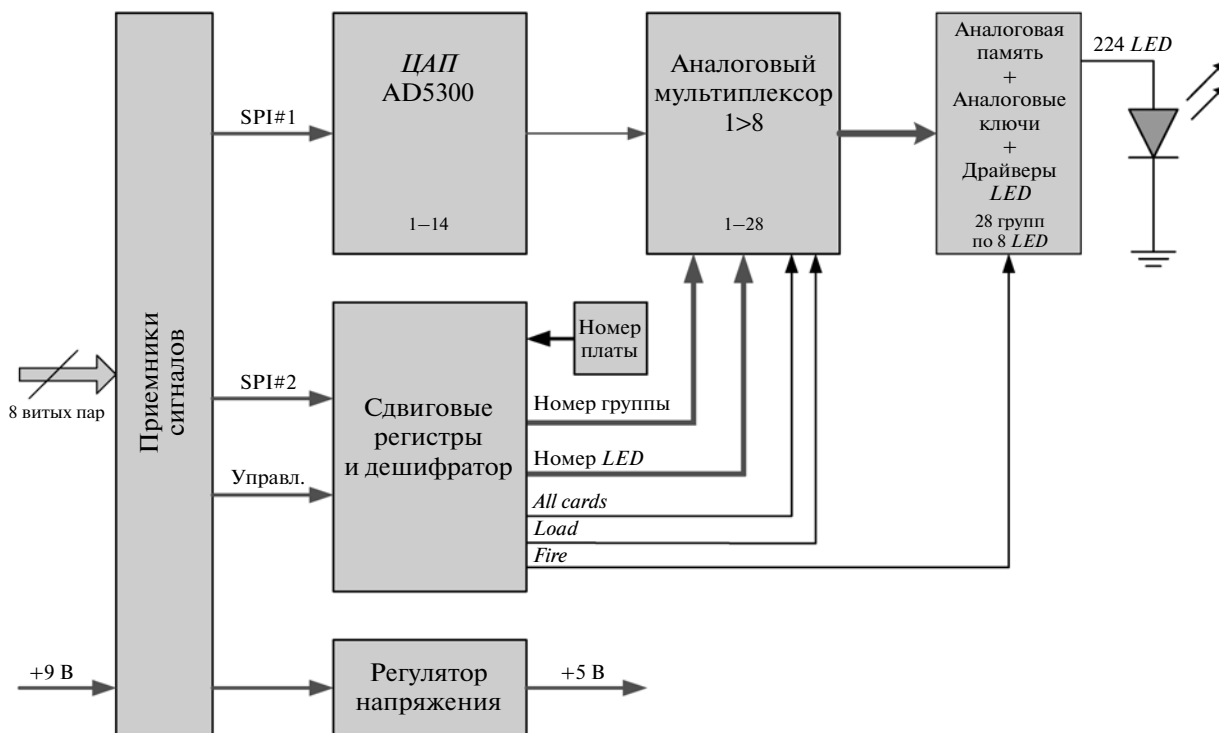 ЦАП
AD5300
1–14
Аналоговый
мультиплексор
1>8
1–28
Аналоговая
память
+
Аналоговые
ключи
+
Драйверы
LED
28 групп
по 8 LED
224 LED
SPI#1
8 витых пар
Приемники
сигналов
SPI#2
Управл.
Сдвиговые
регистры
и дешифратор
Номер
платы
Номер группы
Номер LED
All cards
Load
Fire
+9 В
Регулятор
напряжения
+5 В